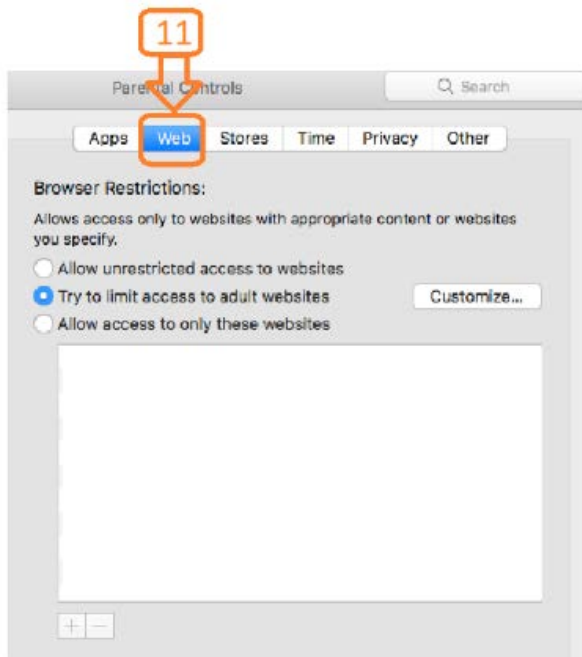 11
Parental Controls
Search
Apps Web Stores Time Privacy Other
Browser Restrictions:
Allows access only to websites with appropriate content or websites
you specify.
Allow unrestricted access to websites
Try to limit access to adult websites
Customize...
Allow access to only these websites